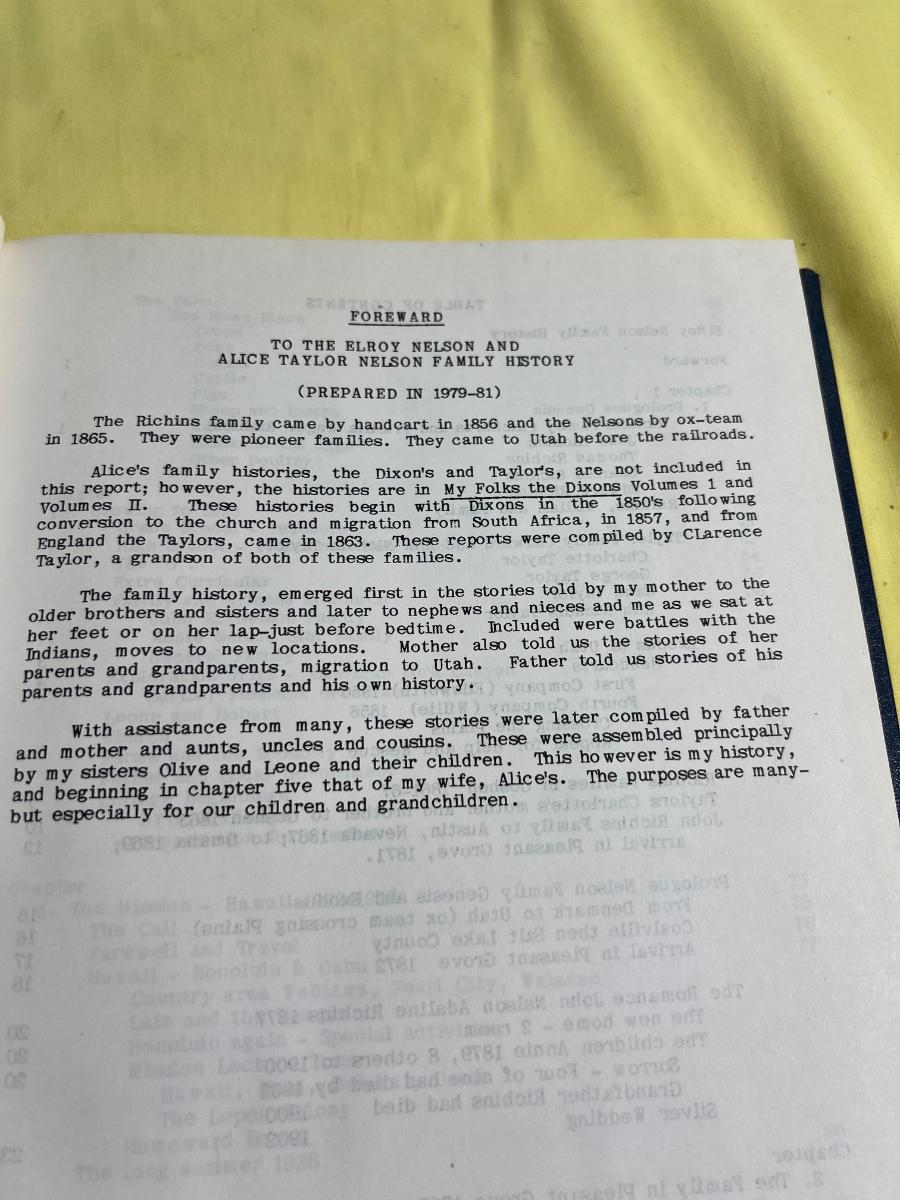 FOREWARD
TO THE ELROY NELSON AND
ALICE TAYLOR NELSON FAMILY HISTORY
(PREPARED IN 1979-81)
The Richins family came by handcart in 1856 and the Nelsons by ox-team
in 1865. They were pioneer families. They came to Utah before the railroads.
Alice's family histories, the Dixon's and Taylor's, are not included in
this report; however, the histories are in My Folks the Dixons Volumes 1 and
Volumes II. These histories begin with Dixons in the 1850's following
conversion to the church and migration from South Africa, in 1857, and from
England the Taylors, came in 1863. These reports were compiled by CLarence
Taylor, a grandson of both of these families.
The family history, emerged first in the stories told by my mother to the
older brothers and sisters and later to nephews and nieces and me as we sat at
her feet or on her lap-just before bedtime. Included were battles with the
Indians, moves to new locations. Mother also told us the stories of her
parents and grandparents, migration to Utah. Father told us stories of his
parents and grandparents and his own history.
With assistance from many, these stories were later compiled by father
and mother and aunts, uncles and cousins. These were assembled principally
by my sisters Olive and Leone and their children. This however is my history,
and beginning in chapter five that of my wife, Alice's. The purposes are many-
but especially for our children and grandchildren.